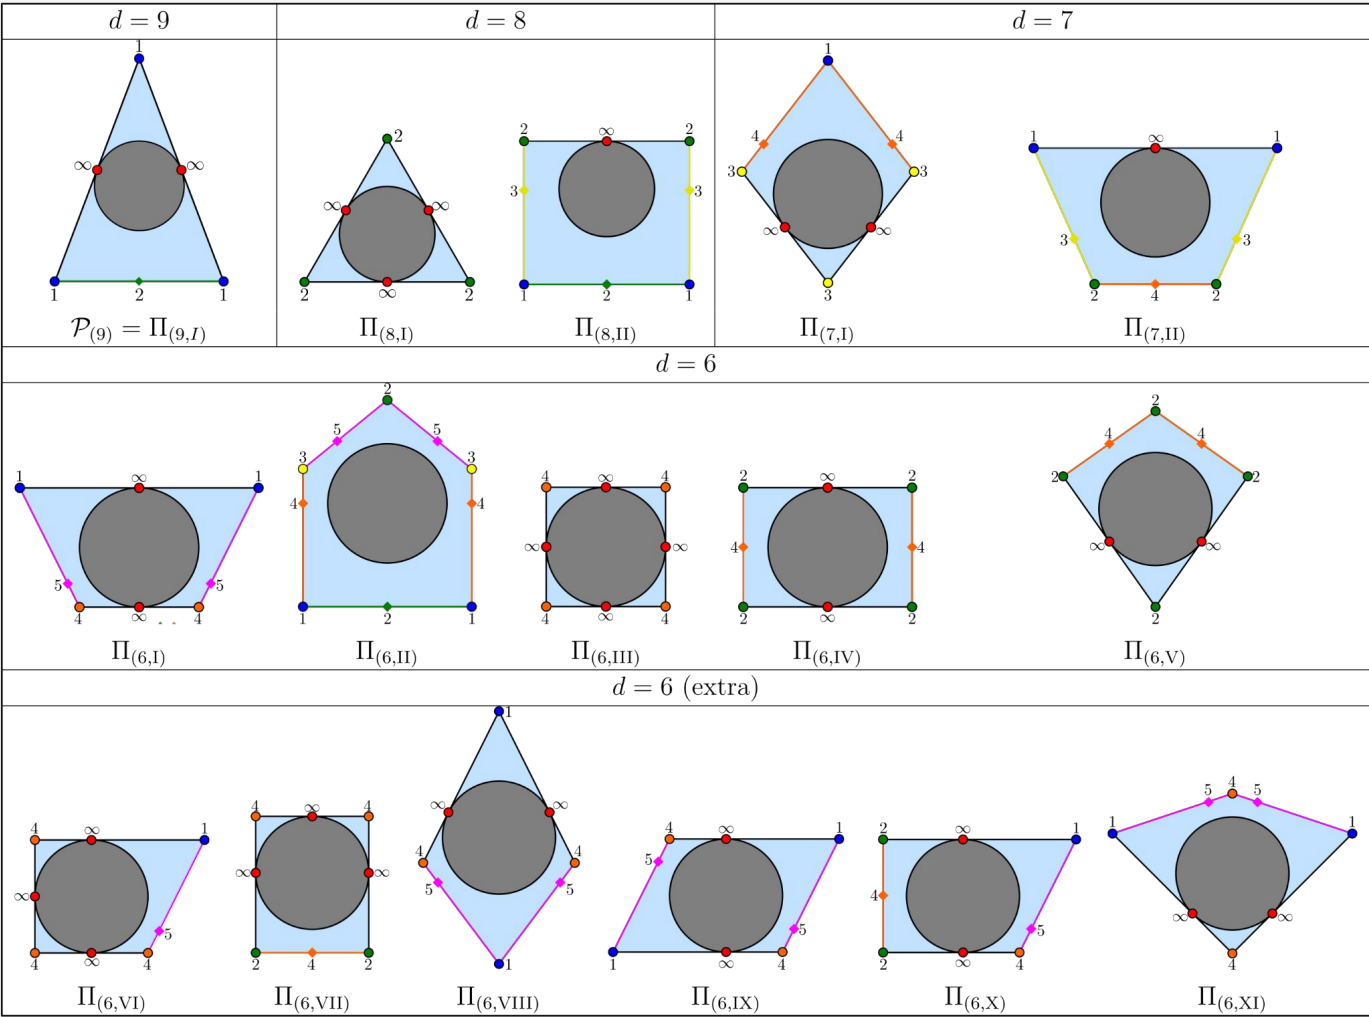 d = 9 d = 8 d = 7
1 ∞ ∞ 1 2 1
2 ∞ ∞ 2 ∞ 2
2 ∞ 2 3 3 1 2 1
1 4 4 3 3 ∞ ∞ 3
1 ∞ 1 3 3 2 4 2
𝒫(9) = Π(9,I) Π(8,I) Π(8,II) Π(7,I) Π(7,II)
d = 6
1 ∞ 1 5 5 4 ∞ 4
2 5 5 3 3 4 4 1 2 1
4 ∞ 4 ∞ ∞ 4 ∞ 4
2 ∞ 2 4 4 2 ∞ 2
2 4 4 2 2 ∞ ∞ 2
Π(6,I) Π(6,II) Π(6,III) Π(6,IV) Π(6,V)
d = 6 (extra)
4 ∞ 1 ∞ 5 4 ∞ 4
4 ∞ 4 ∞ ∞ 2 4 2
1 ∞ ∞ 4 4 5 5 1
4 ∞ 1 5 5 1 ∞ 4
2 ∞ 1 4 5 2 ∞ 4
4 5 5 1 1 ∞ ∞ 4
Π(6,VI) Π(6,VII) Π(6,VIII) Π(6,IX) Π(6,X) Π(6,XI)